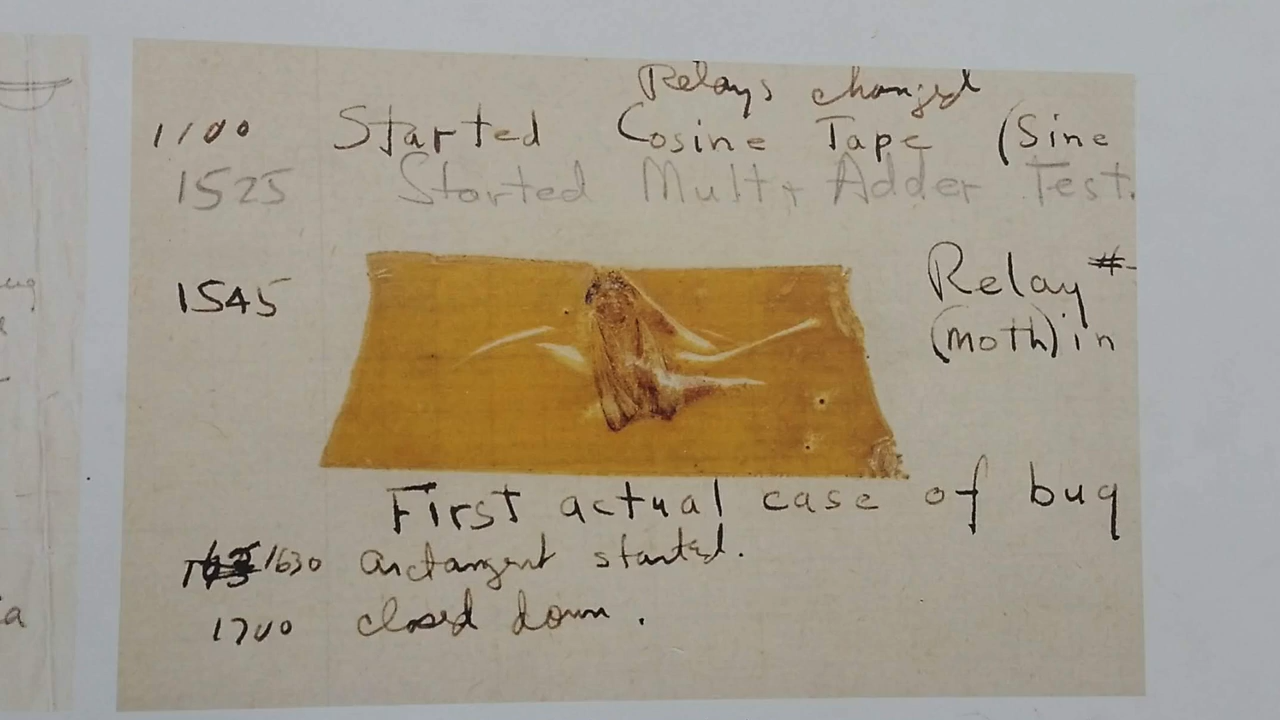 Relays changed
1100 Started Cosine Tape (Sine
1525 Started Mult+ Adder Test.
1545 Relay #
(moth) in
First actual case of bug
1630 arctangent started.
1700 closed down.